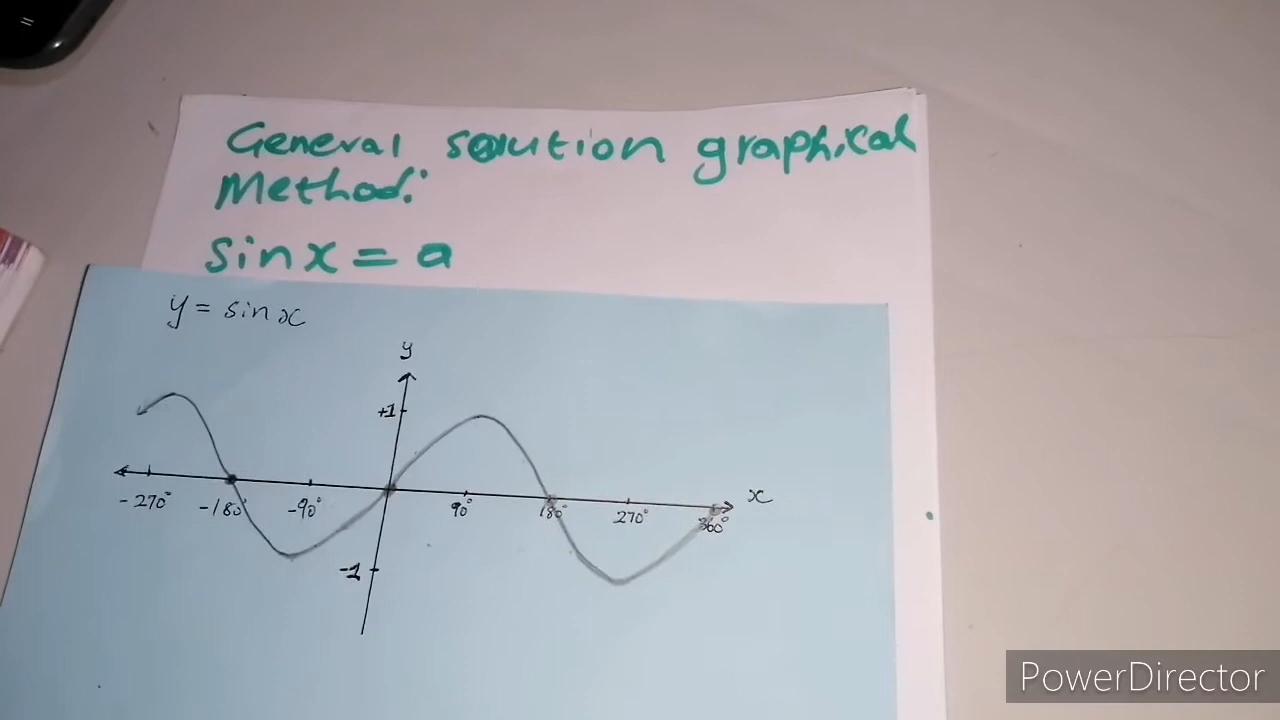 General solution graphical
Method:
sin x = a
y = sin x
y
+1
x
-270° -180° -90° 90° 180° 270° 360°
-1
PowerDirector